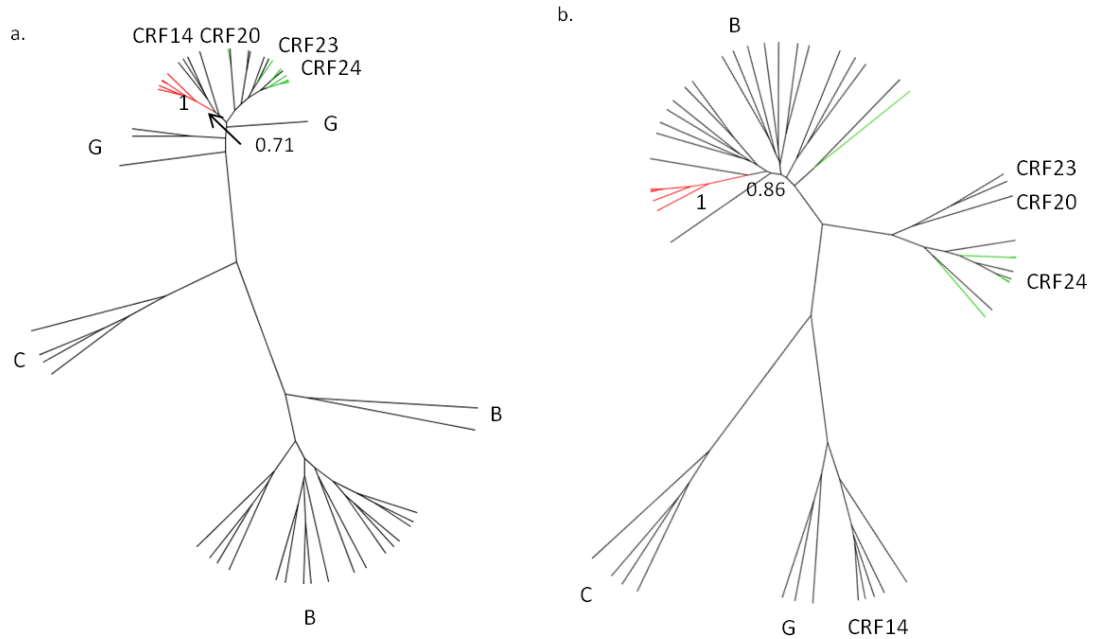 a.
CRF14 CRF20
CRF23
CRF24
1
G
0.71
G
C
B
B
b.
B
CRF23
CRF20
0.86
1
CRF24
C
G
CRF14